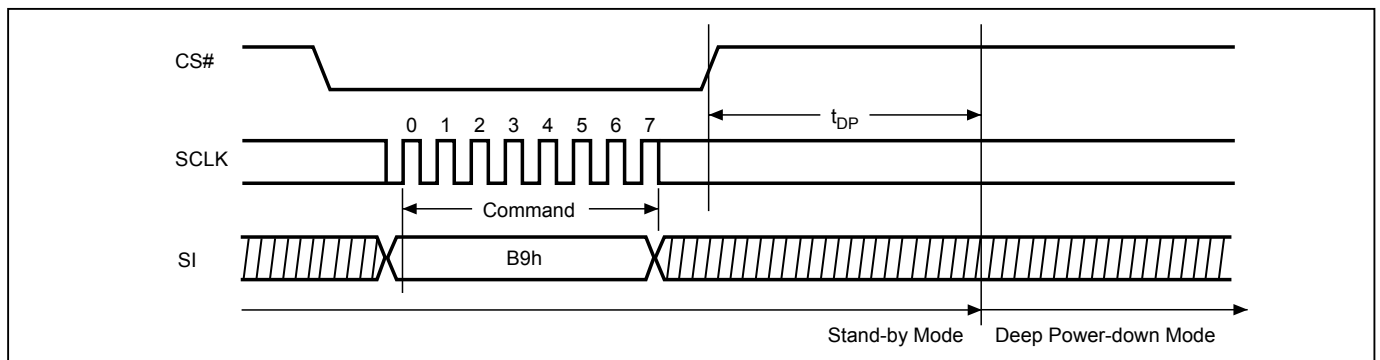 CS#
tDP
0 1 2 3 4 5 6 7
SCLK
Command
SI
B9h
Stand-by Mode
Deep Power-down Mode